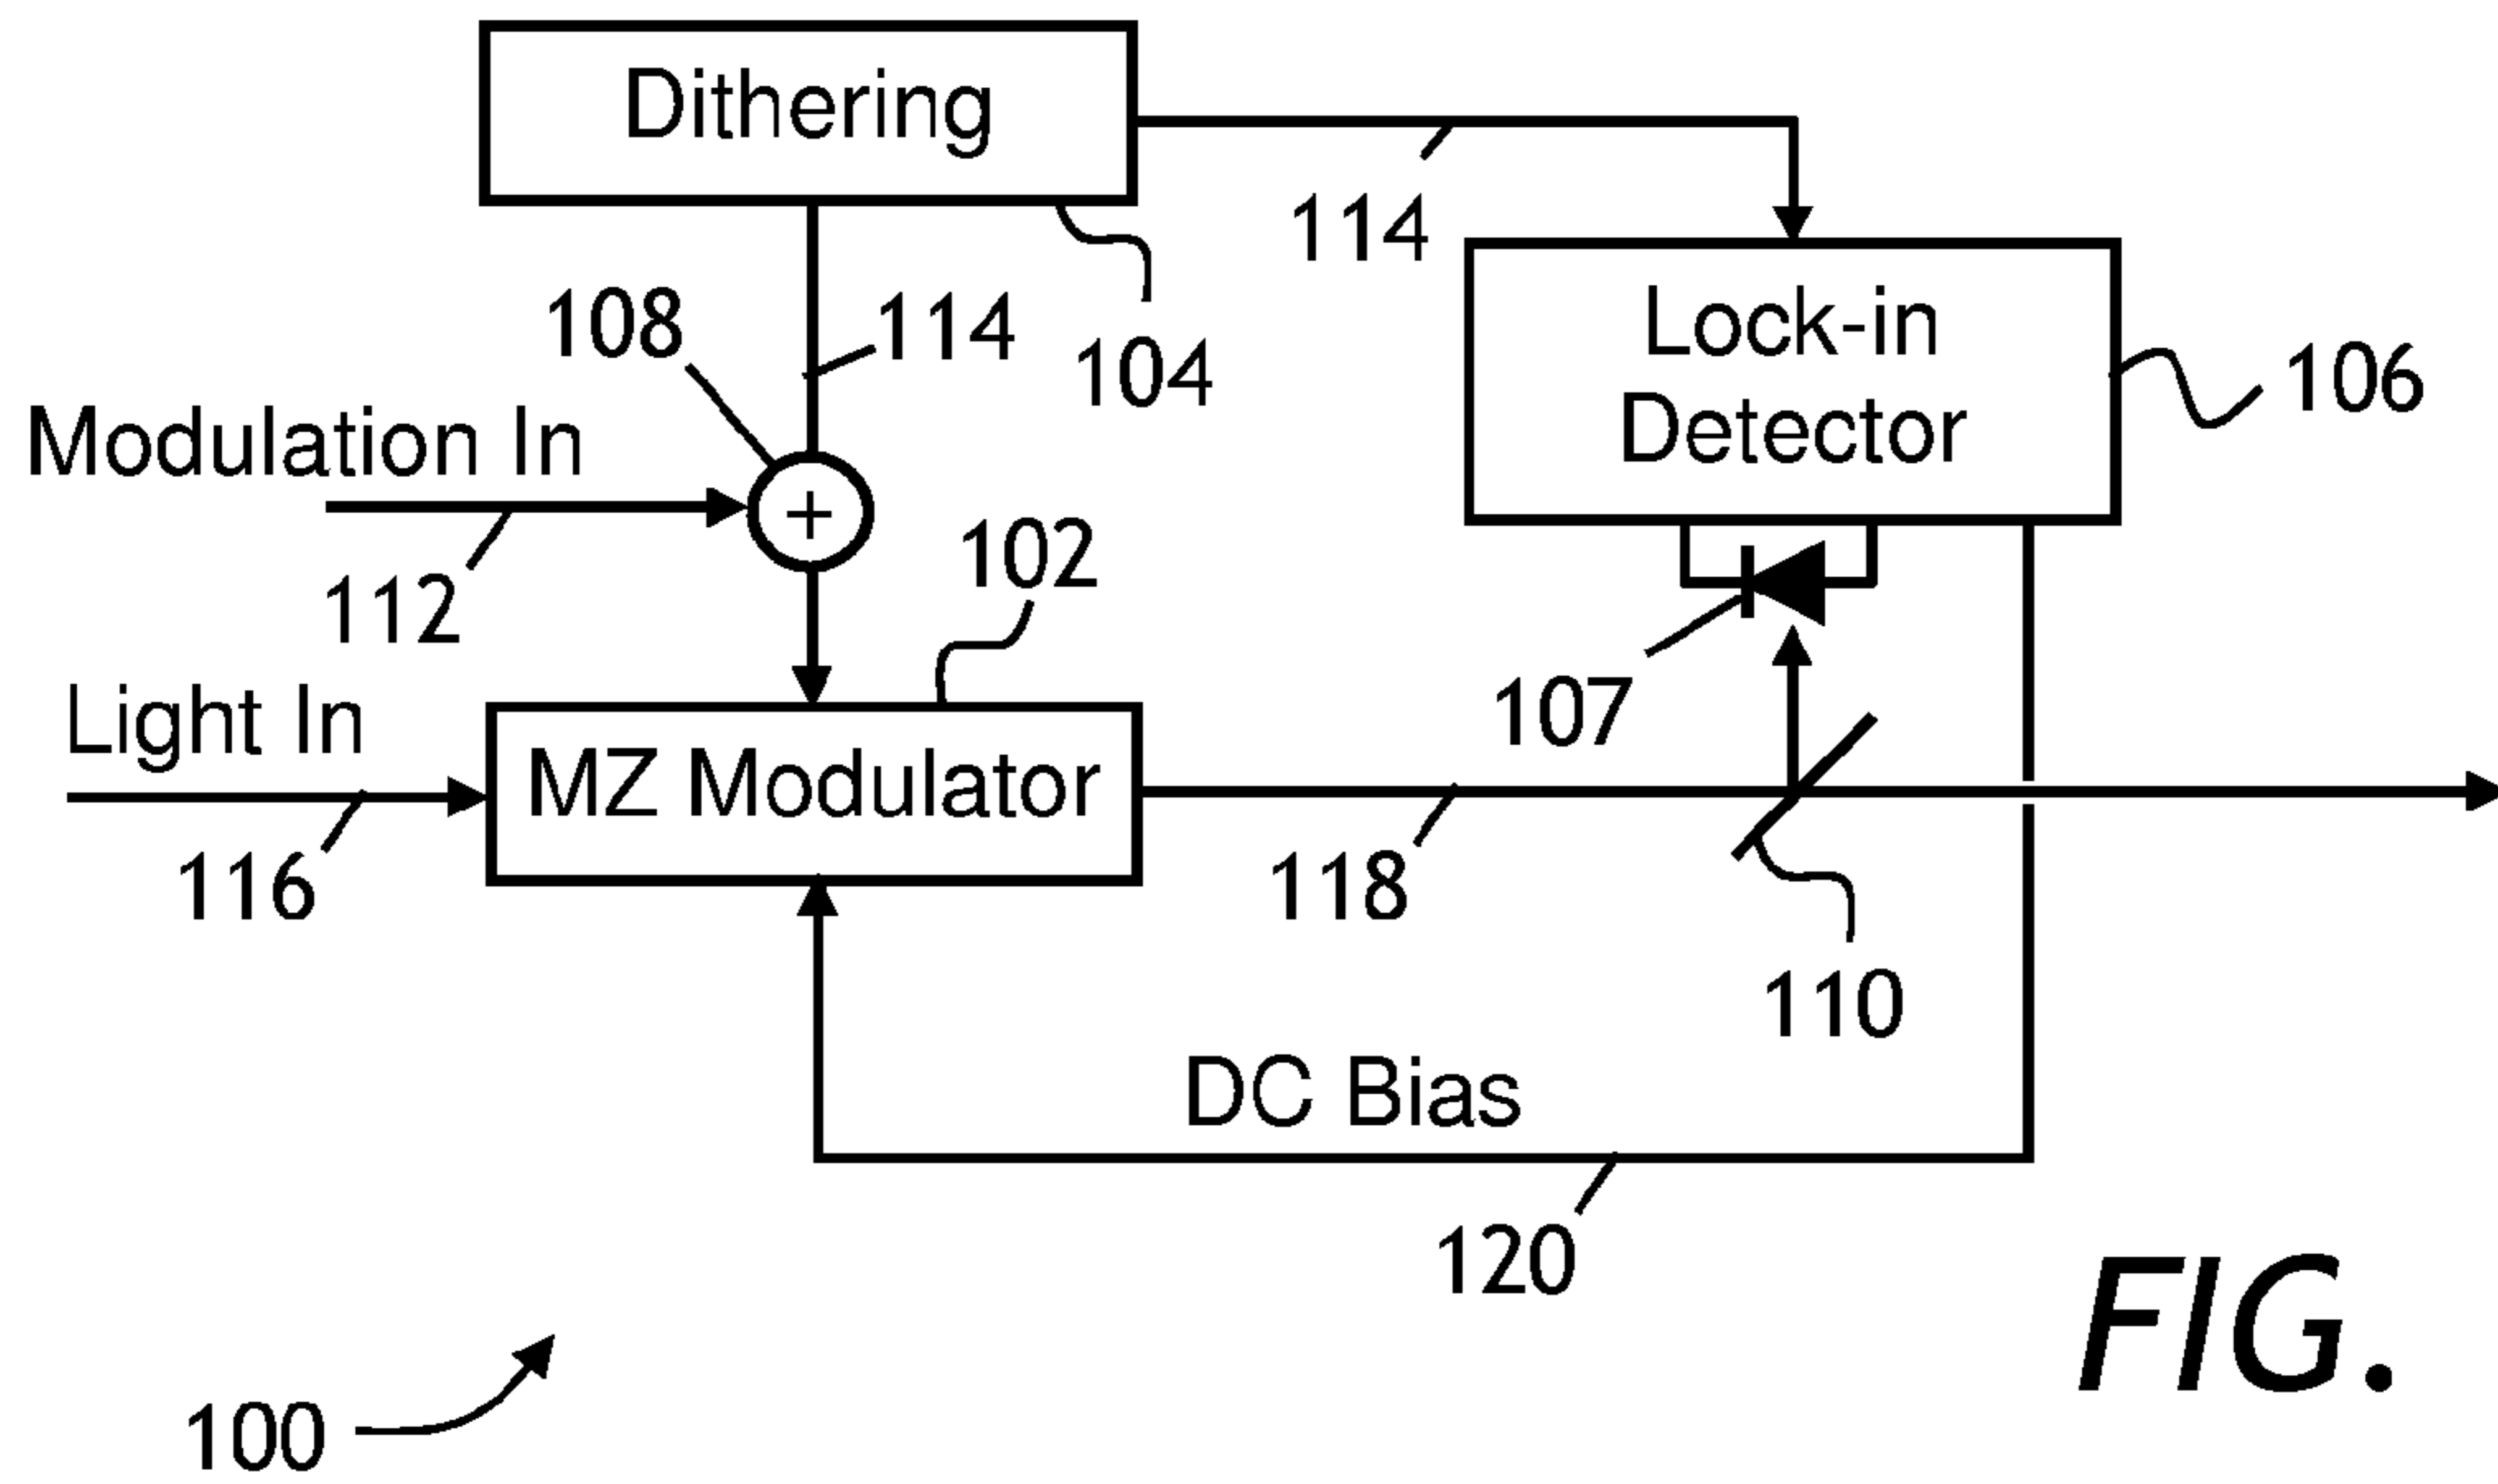 Dithering
114
Lock-in
Detector
106
108
114
104
Modulation In
112
102
107
Light In
116
MZ Modulator
118
110
DC Bias
120
100
FIG.